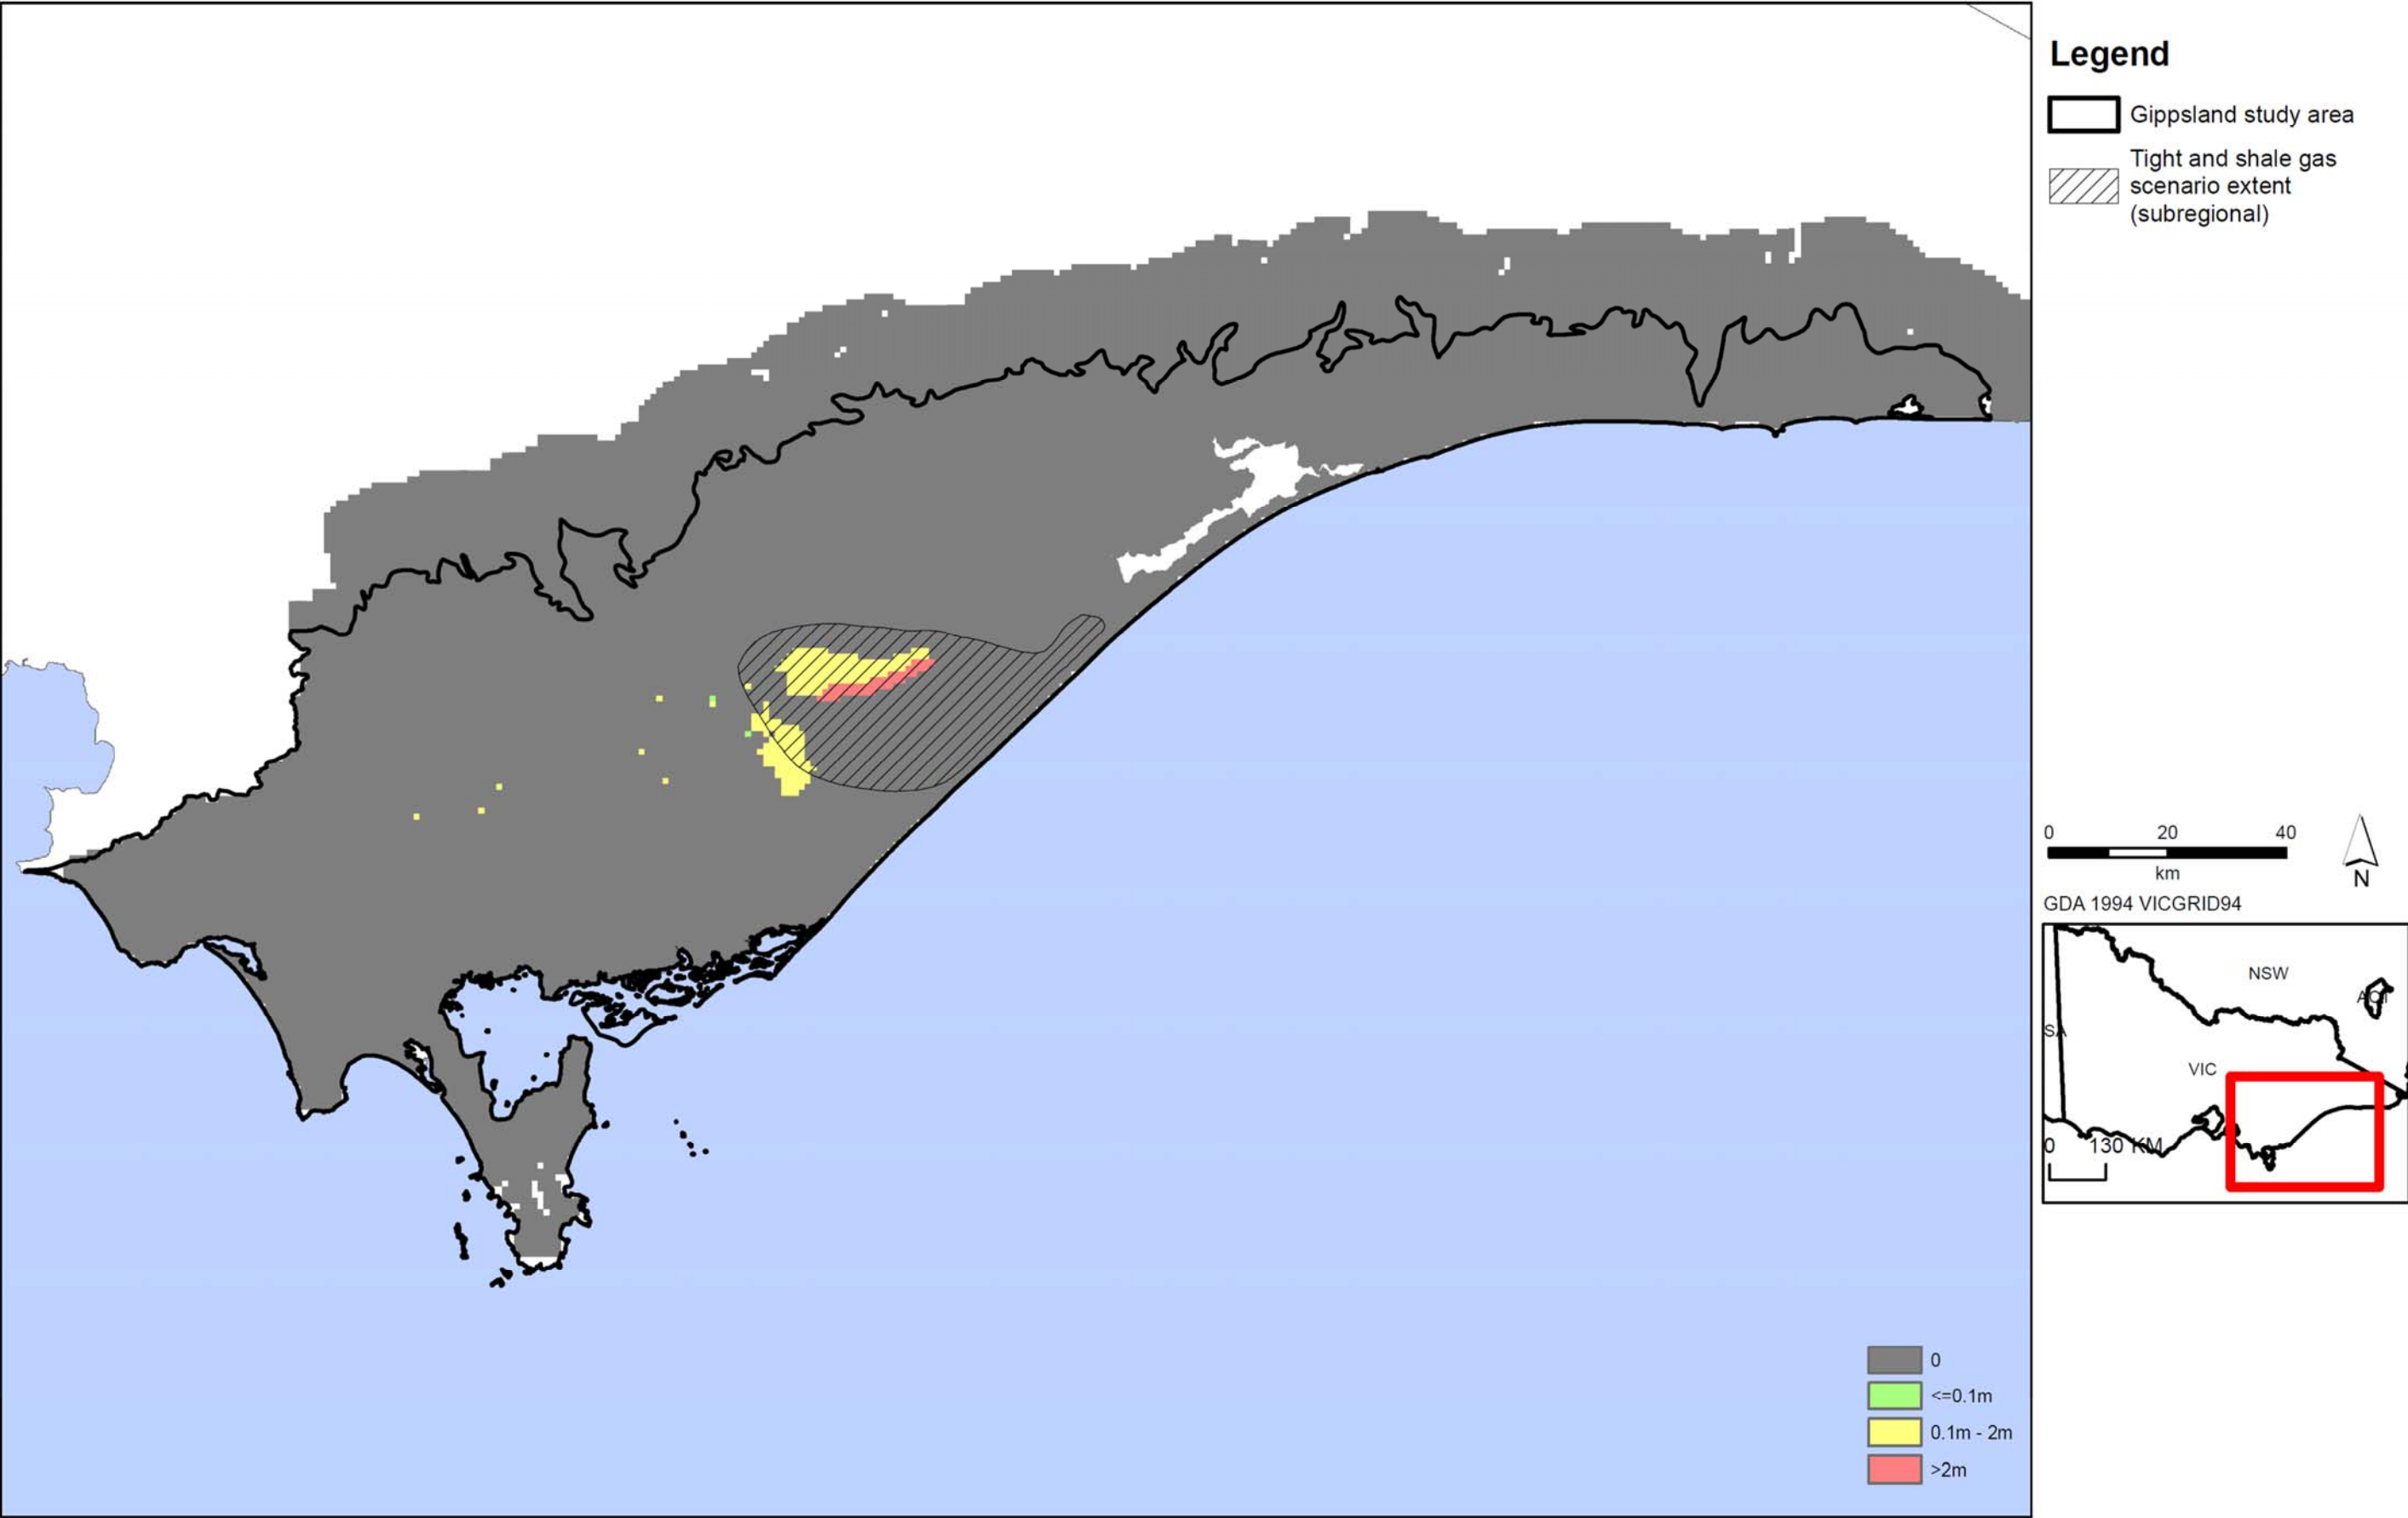 Legend
Gippsland study area
Tight and shale gas
scenario extent
(subregional)
0 20 40
km
N
GDA 1994 VICGRID94
NSW
ACT
SA
VIC
0 130 KM
0
<=0.1m
0.1m - 2m
>2m